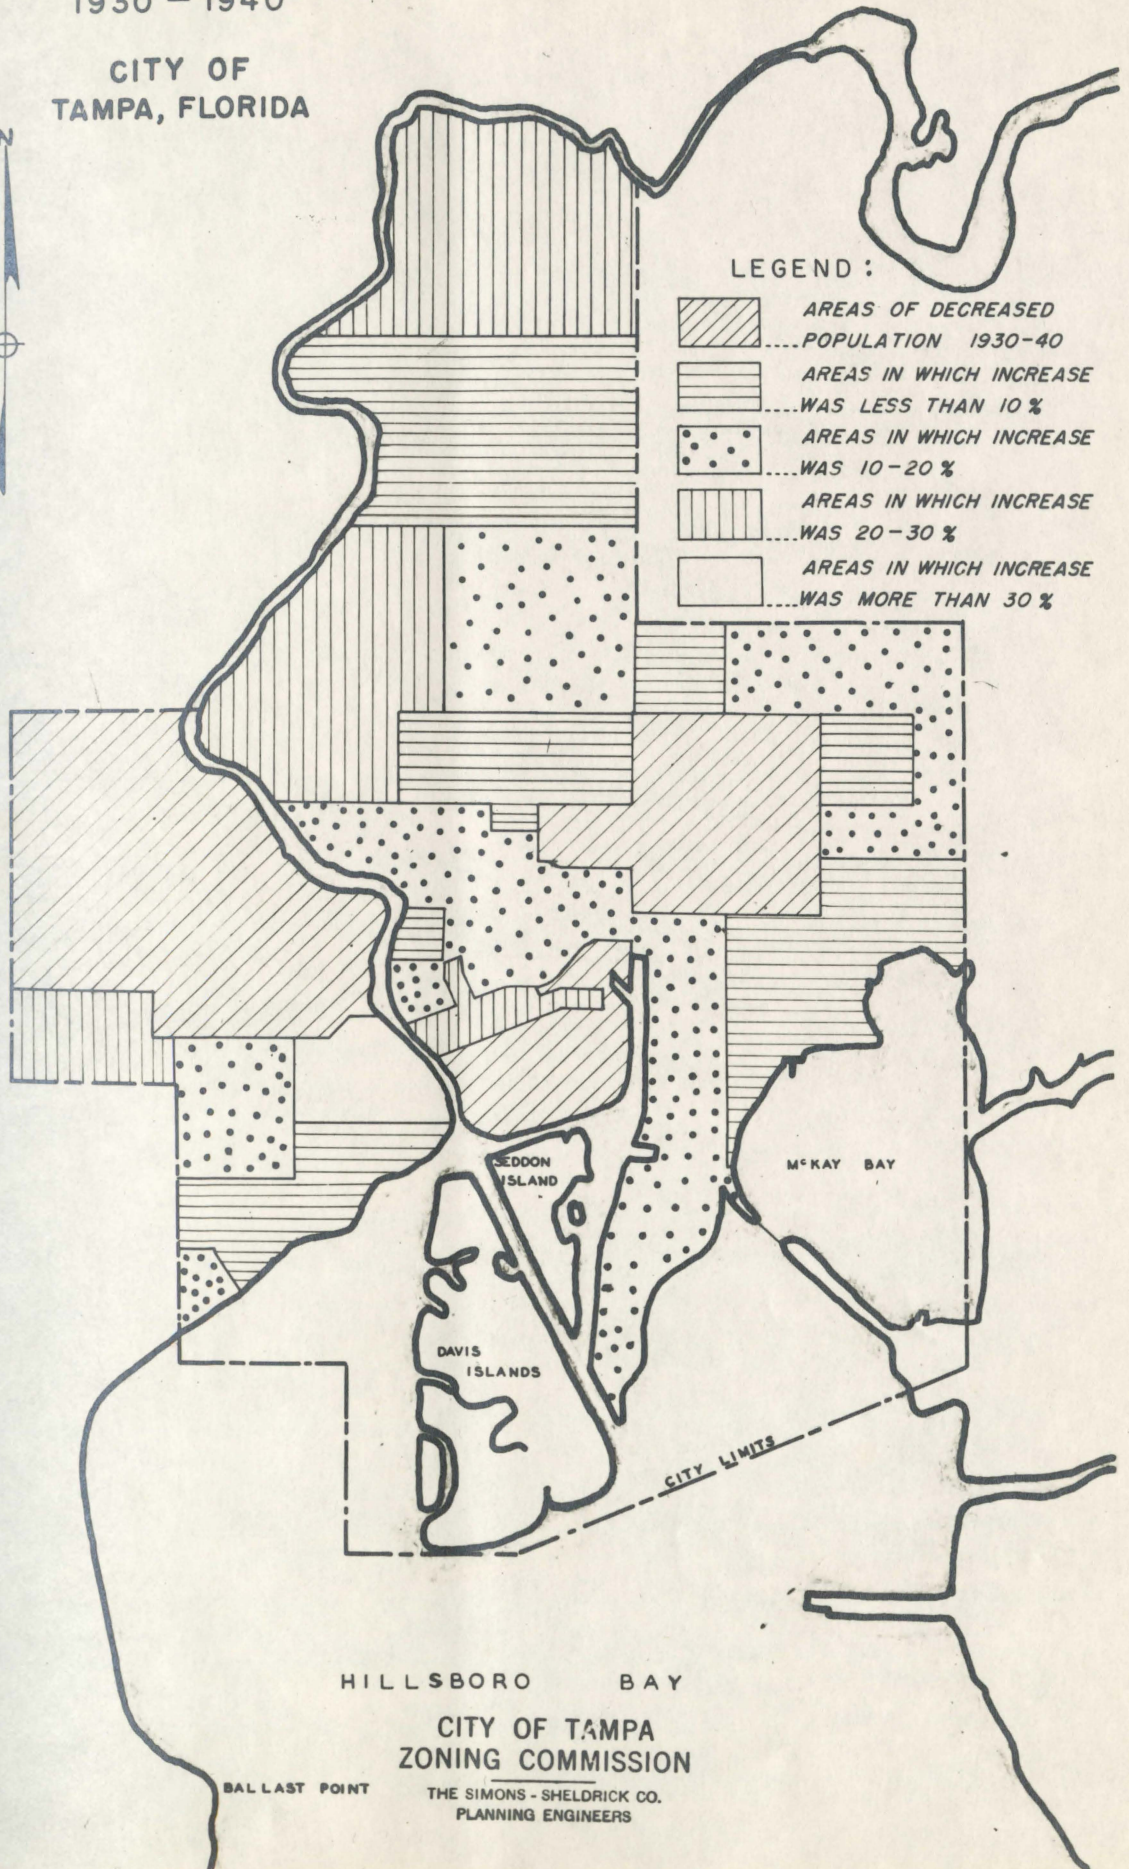 1930 – 1940
CITY OF
TAMPA, FLORIDA
N
LEGEND :
AREAS OF DECREASED
....POPULATION 1930-40
AREAS IN WHICH INCREASE
....WAS LESS THAN 10 %
AREAS IN WHICH INCREASE
....WAS 10-20 %
AREAS IN WHICH INCREASE
....WAS 20-30 %
AREAS IN WHICH INCREASE
....WAS MORE THAN 30 %
SEDDON
ISLAND
McKAY BAY
DAVIS
ISLANDS
CITY LIMITS
HILLSBORO BAY
CITY OF TAMPA
ZONING COMMISSION
BALLAST POINT
THE SIMONS - SHELDRICK CO.
PLANNING ENGINEERS